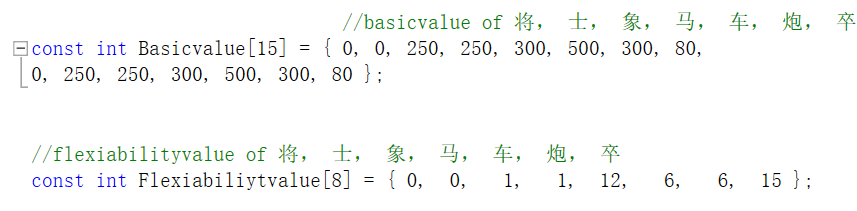 //basicvalue of 将, 士, 象, 马, 车, 炮, 卒
const int Basicvalue[15] = { 0, 0, 250, 250, 300, 500, 300, 80,
0, 250, 250, 300, 500, 300, 80 };
//flexiabilityvalue of 将, 士, 象, 马, 车, 炮, 卒
const int Flexiabiliytvalue[8] = { 0, 0, 1, 1, 12, 6, 6, 15 };